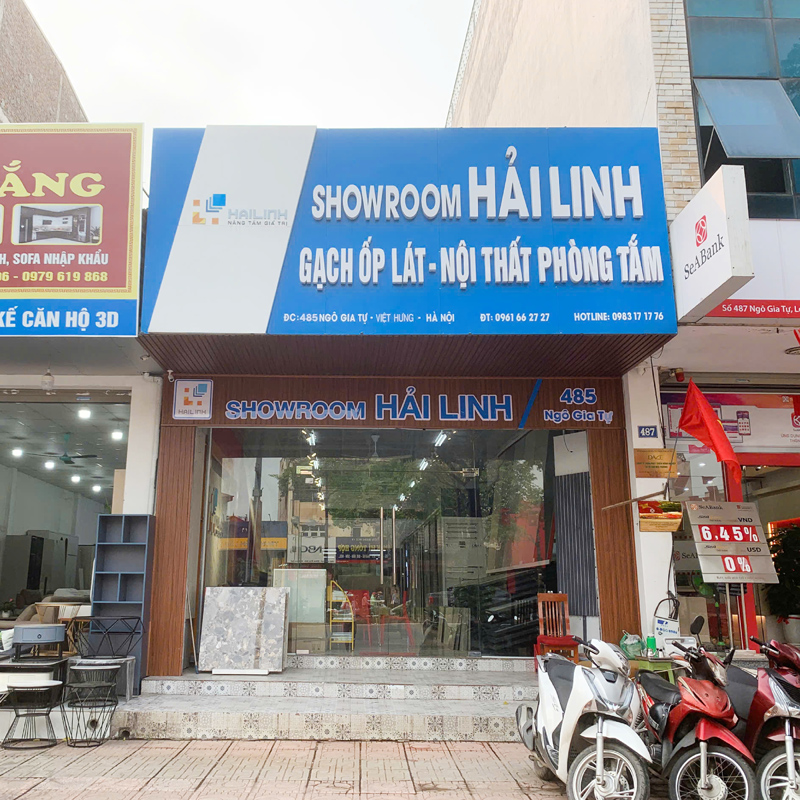 ẮNG
H, SOFA NHẬP KHẨU
06 - 0979 619 868
KẾ CĂN HỘ 3D
HAILINH
NÂNG TẦM GIÁ TRỊ
SHOWROOM HẢI LINH
GẠCH ỐP LÁT - NỘI THẤT PHÒNG TẮM
ĐC: 485 NGÔ GIA TỰ - VIỆT HƯNG - HÀ NỘI
ĐT: 0961 66 27 27
HOTLINE: 0983 17 17 76
SeABank
Số 487 Ngô Gia Tự, L
HAILINH
SHOWROOM HẢI LINH / 485
Ngô Gia Tự
487
SeABank
VND
6,45%
USD
0%